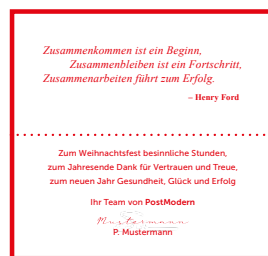 Zusammenkommen ist ein Beginn,
Zusammenbleiben ist ein Fortschritt,
Zusammenarbeiten führt zum Erfolg.
– Henry Ford
Zum Weihnachtsfest besinnliche Stunden,
zum Jahresende Dank für Vertrauen und Treue,
zum neuen Jahr Gesundheit, Glück und Erfolg
Ihr Team von PostModern
Mustermann
P. Mustermann